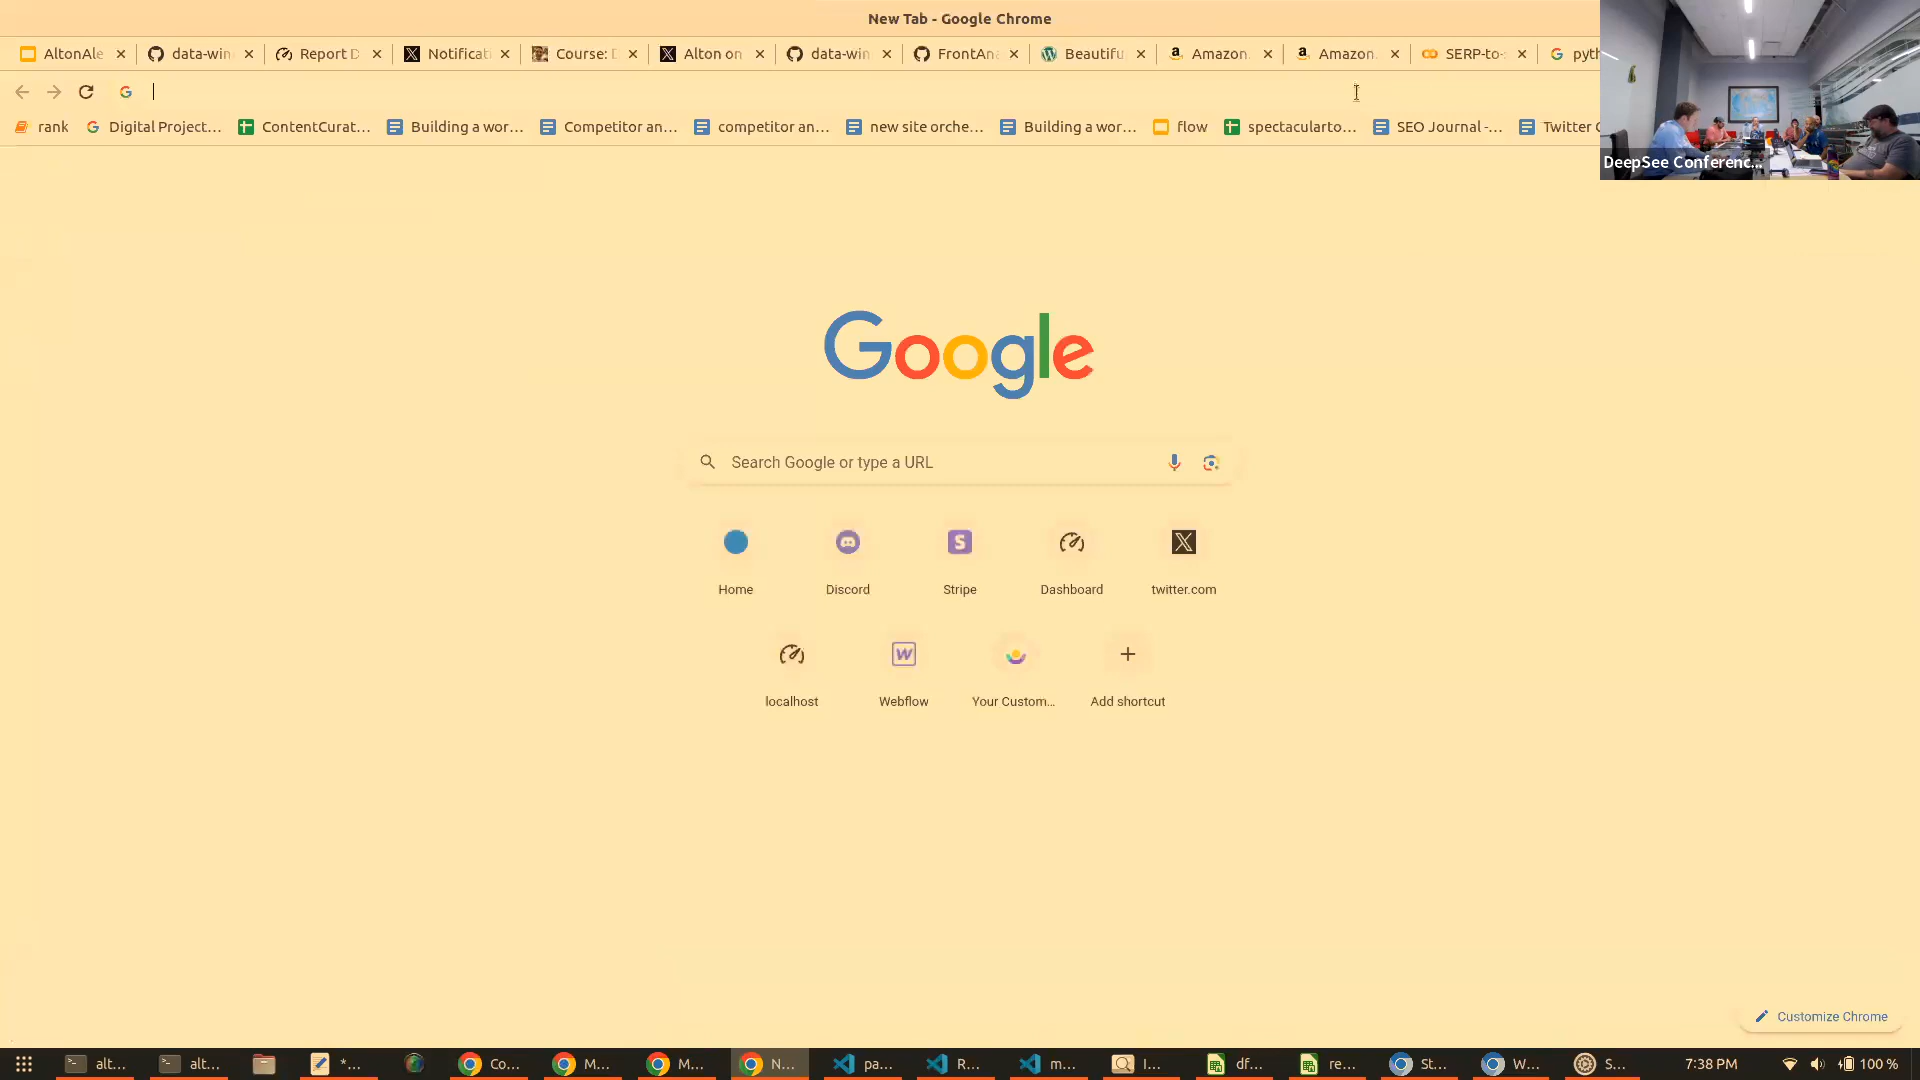 New Tab - Google Chrome
AltonAle data-win Report D Notificati Course: D Alton on data-win FrontAna Beautifu Amazon. Amazon. SERP-to- pyth
rank Digital Project... ContentCurat... Building a wor... Competitor an... competitor an... new site orche... Building a wor... flow spectacularto... SEO Journal -... Twitter C
DeepSee Conferenc...
Google
Search Google or type a URL
Home Discord Stripe Dashboard twitter.com
localhost Webflow Your Custom... Add shortcut
Customize Chrome
alt... alt... *... Co... M... M... N... pa... R... m... I... df... re... St... W... S... 7:38 PM 100 %